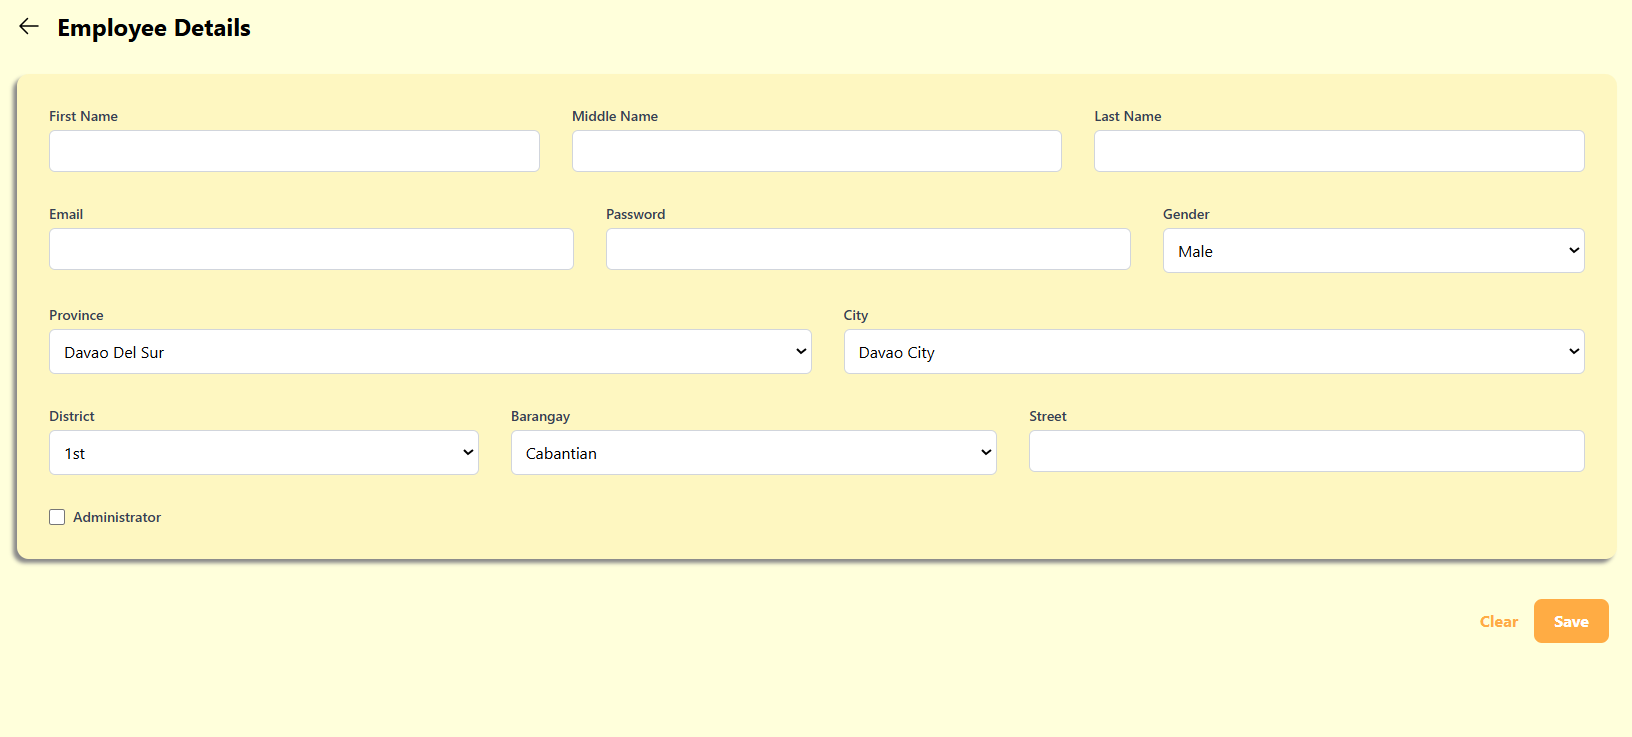 Employee Details
First Name Middle Name Last Name
Email Password Gender
Male
Province City
Davao Del Sur Davao City
District Barangay Street
1st Cabantian
Administrator
Clear Save